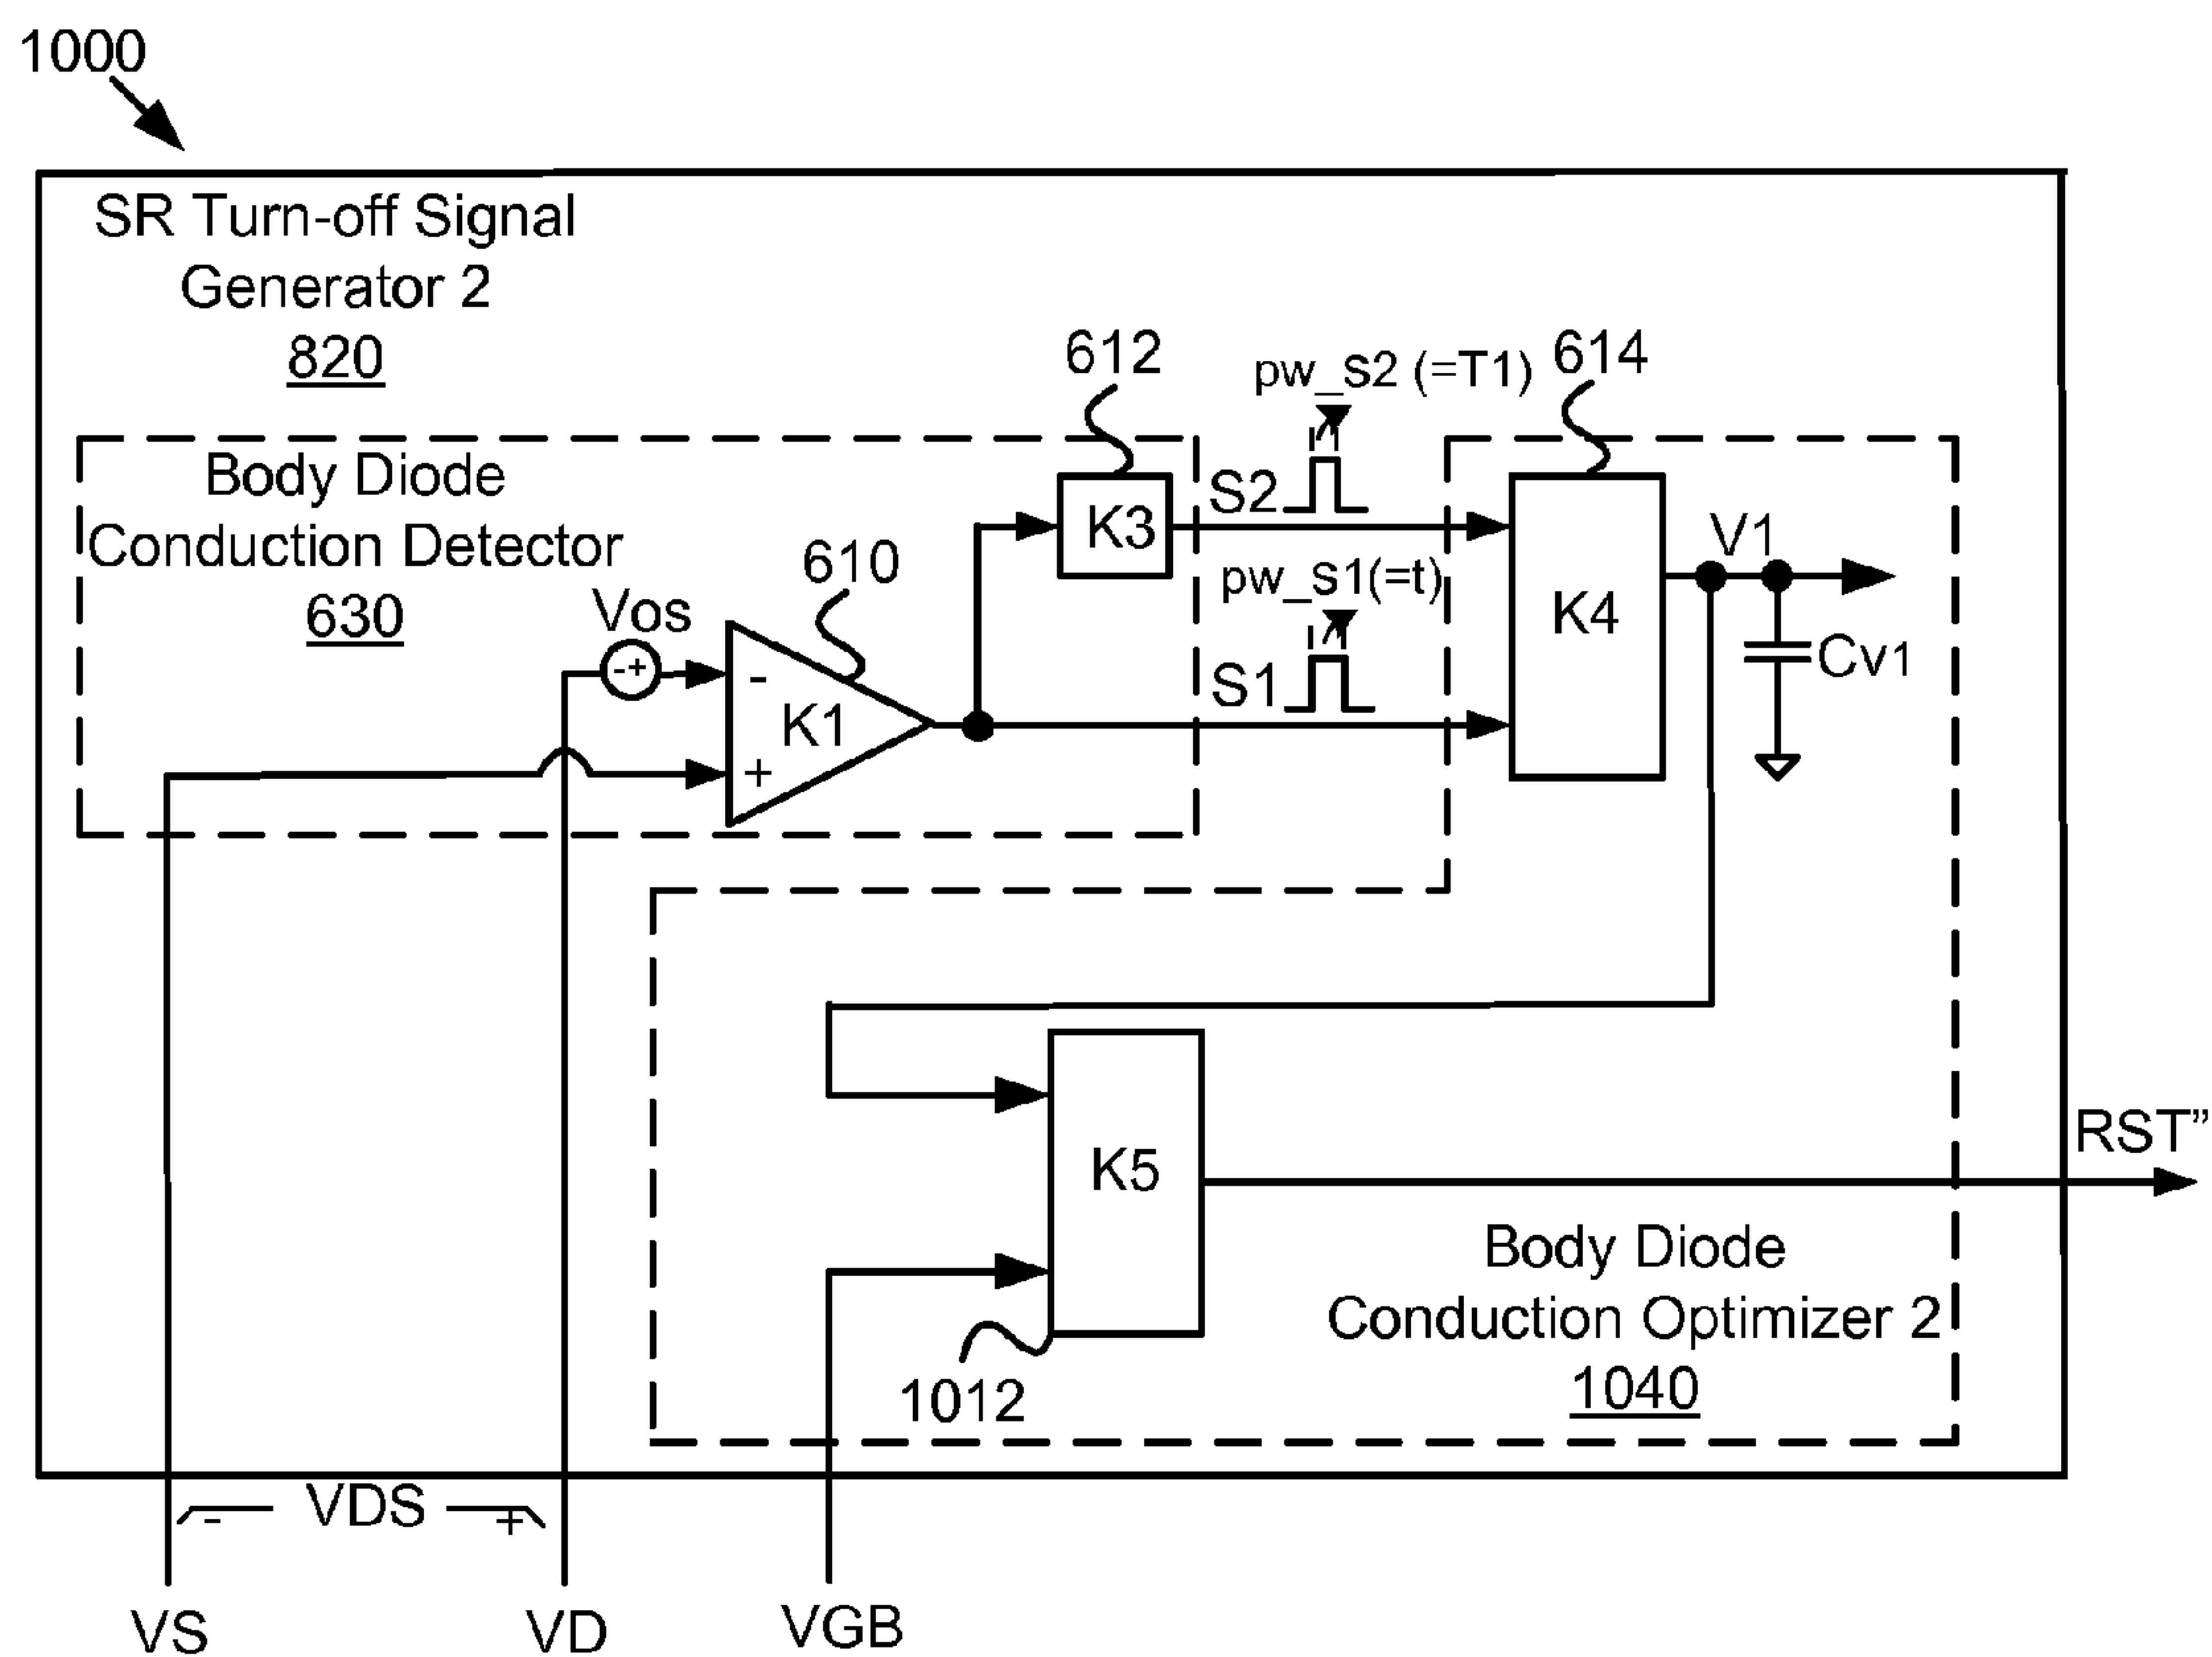 1000
SR Turn-off Signal
Generator 2
820
612
pw_s2 (=T1)
614
Body Diode
Conduction Detector
630
S2
K3
V1
610
pw_s1(=t)
K4
Vos
-+
-
K1
+
S1
Cv1
K5
RST”
Body Diode
Conduction Optimizer 2
1040
1012
- VDS +
VS
VD
VGB